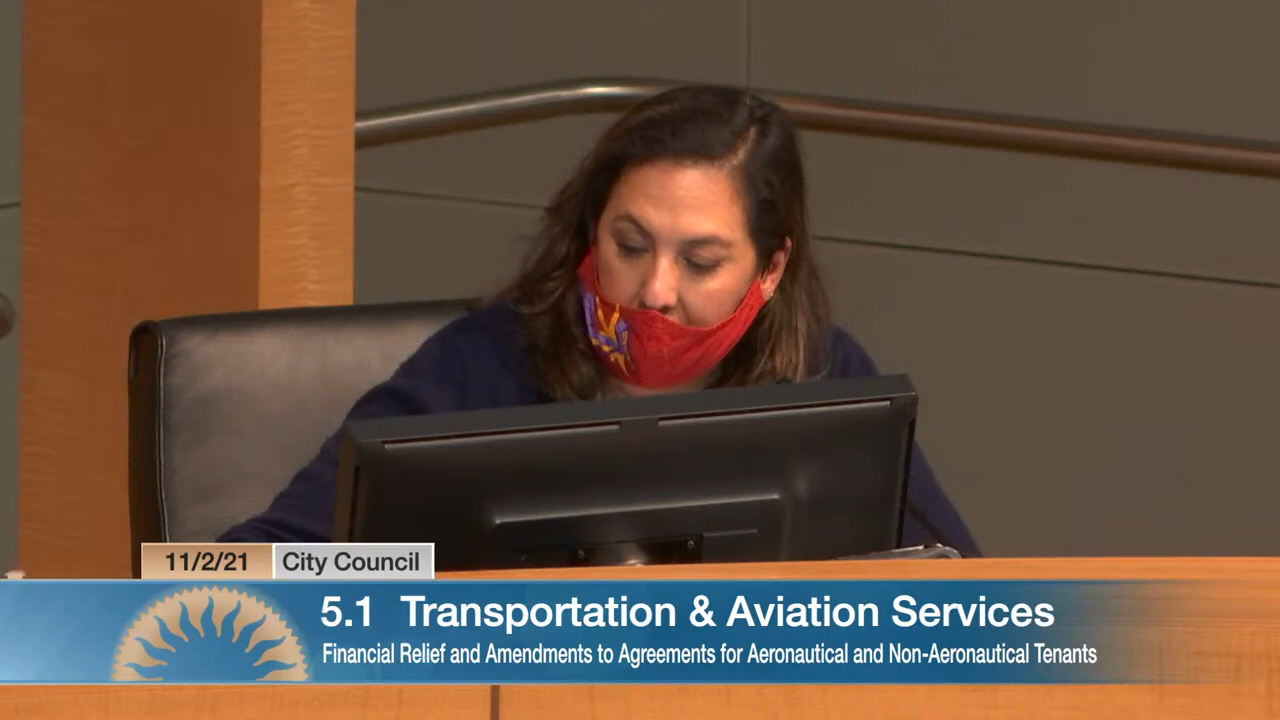 11/2/21 City Council
5.1 Transportation & Aviation Services
Financial Relief and Amendments to Agreements for Aeronautical and Non-Aeronautical Tenants